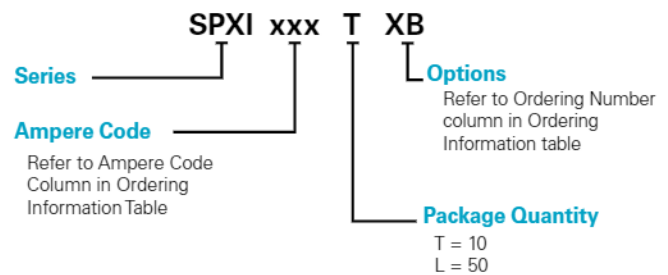 SPXI xxx T XB
Series
Ampere Code
Refer to Ampere Code
Column in Ordering
Information Table
Options
Refer to Ordering Number
column in Ordering
Information table
Package Quantity
T = 10
L = 50